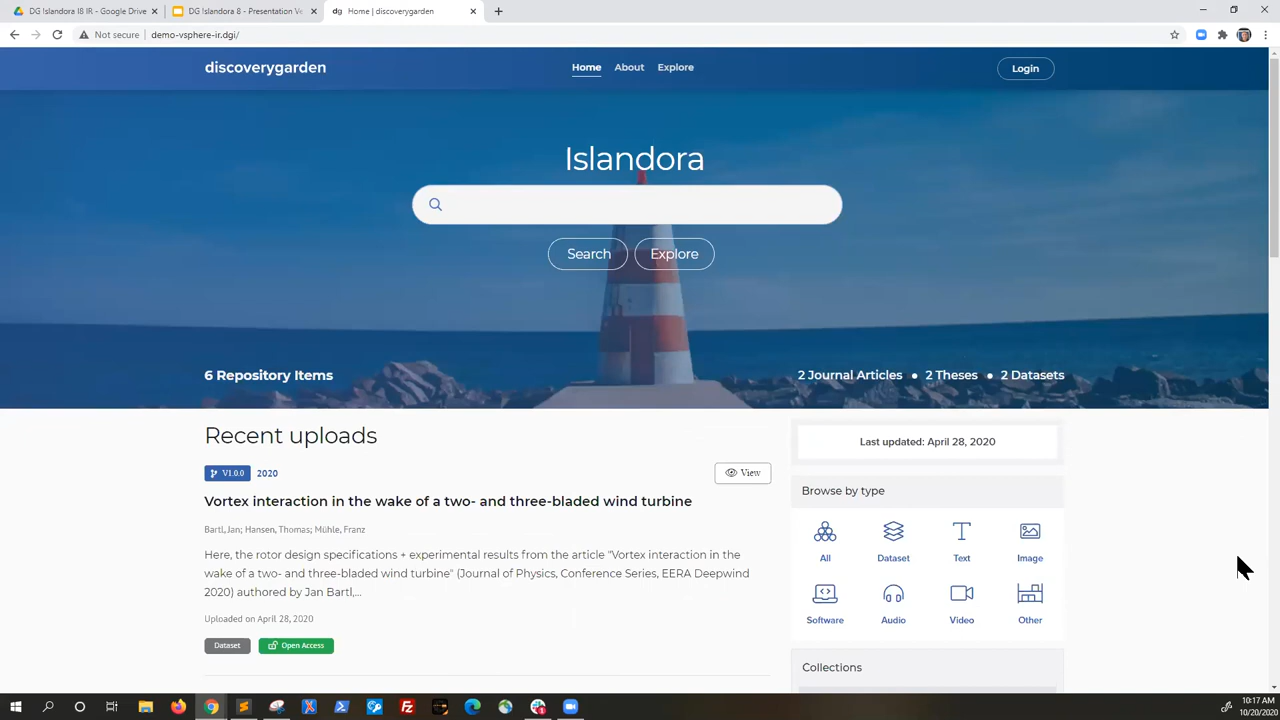 DG Islandora I8 IR - Google Drive
DG Islandora 8 - Presentation Ve
Home | discoverygarden
Not secure
demo-vsphere-ir.dgi/
discoverygarden
Home
About
Explore
Login
Islandora
Search
Explore
6 Repository Items
2 Journal Articles • 2 Theses • 2 Datasets
Recent uploads
V1.0.0
2020
View
Vortex interaction in the wake of a two- and three-bladed wind turbine
Bartl, Jan; Hansen, Thomas; Mühle, Franz
Here, the rotor design specifications + experimental results from the article "Vortex interaction in the
wake of a two- and three-bladed wind turbine" (Journal of Physics, Conference Series, EERA Deepwind
2020) authored by Jan Bartl,...
Uploaded on April 28, 2020
Dataset
Open Access
Last updated: April 28, 2020
Browse by type
All
Dataset
Text
Image
Software
Audio
Video
Other
Collections
10:17 AM
10/20/2020